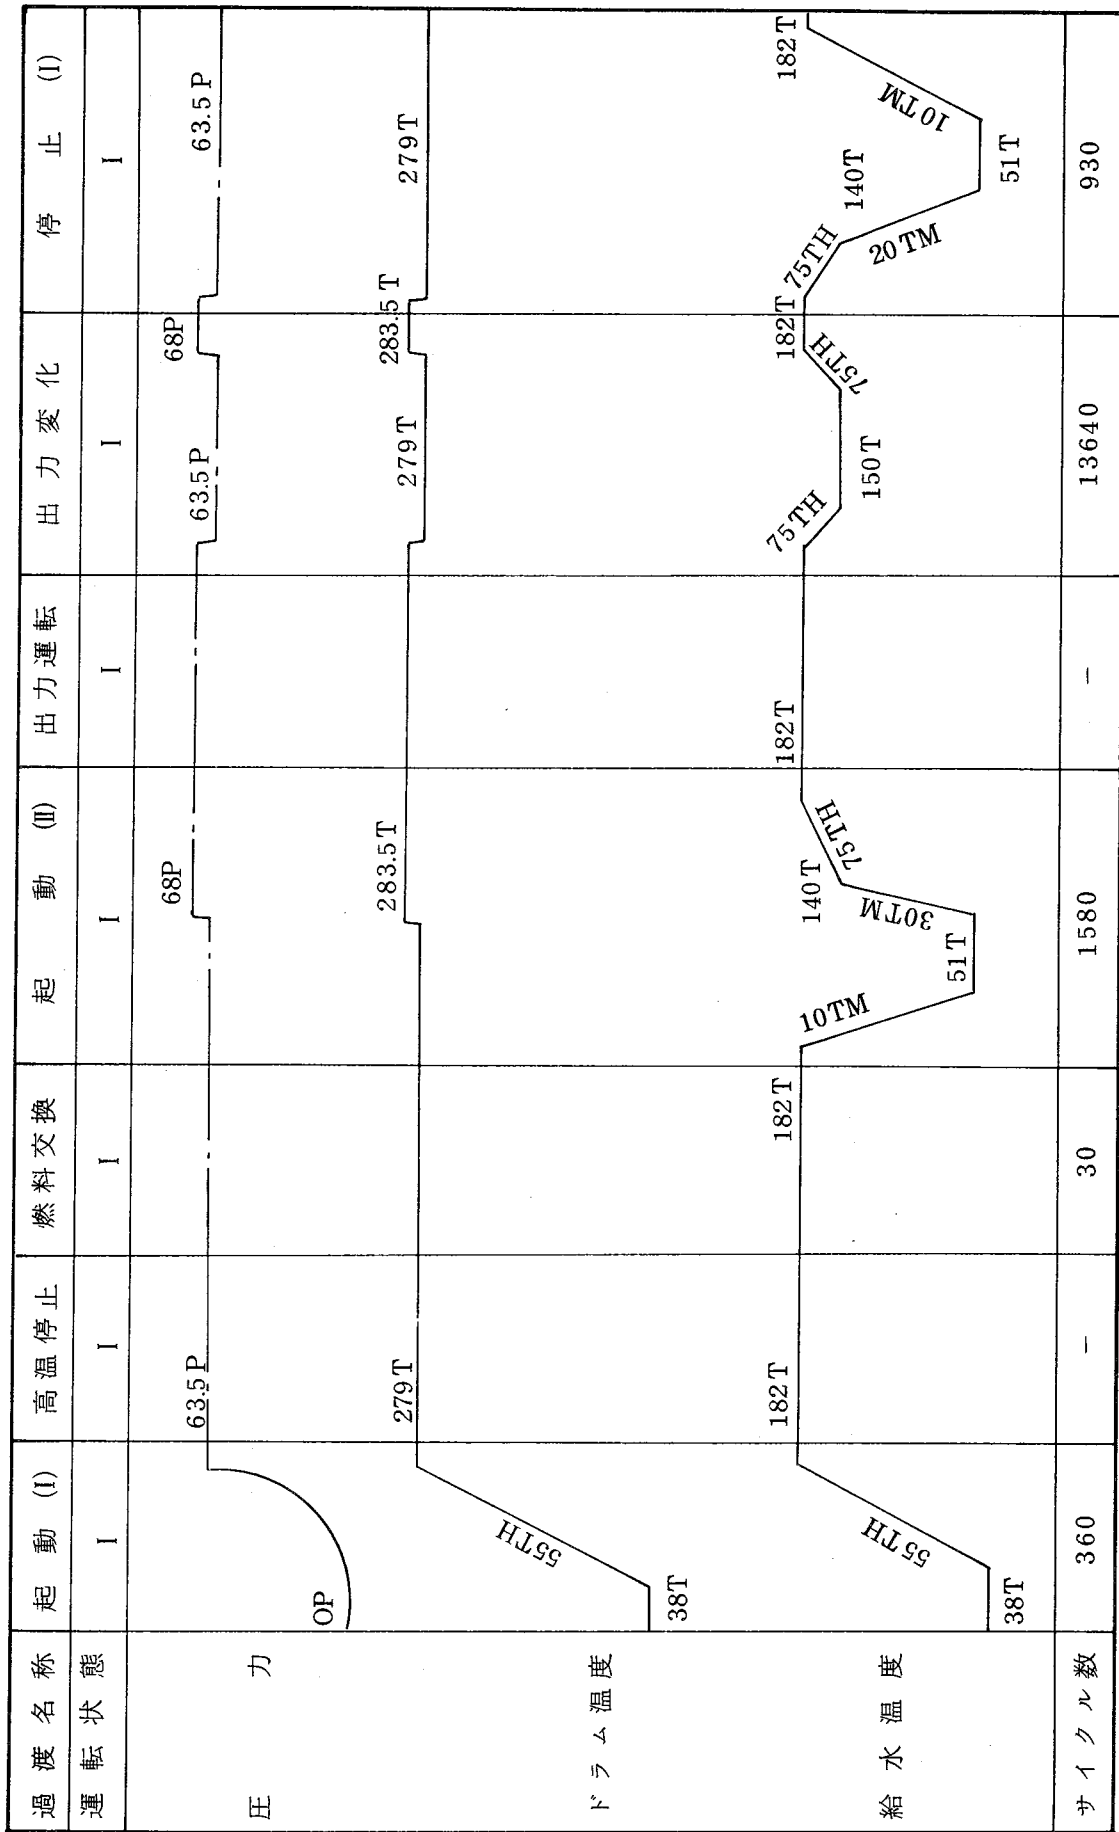 過渡名称 起動(I) 高温停止 燃料交換 起動(Ⅲ) 出力運転 出力変化 停止(I)
運転状態 I I I I I I I
圧力
OP
63.5P
68P
63.5P
68P
63.5P
ドラム温度
38T
55TH
279T
283.5T
279T
283.5T
279T
給水温度
38T
55TH
182T
182T
10TM
51T
30TM
140T
75TH
182T
75TH
150T
75TH
182T
75TH
140T
20TM
51T
10TM
182T
サイクル数 360 − 30 1580 − 13640 930